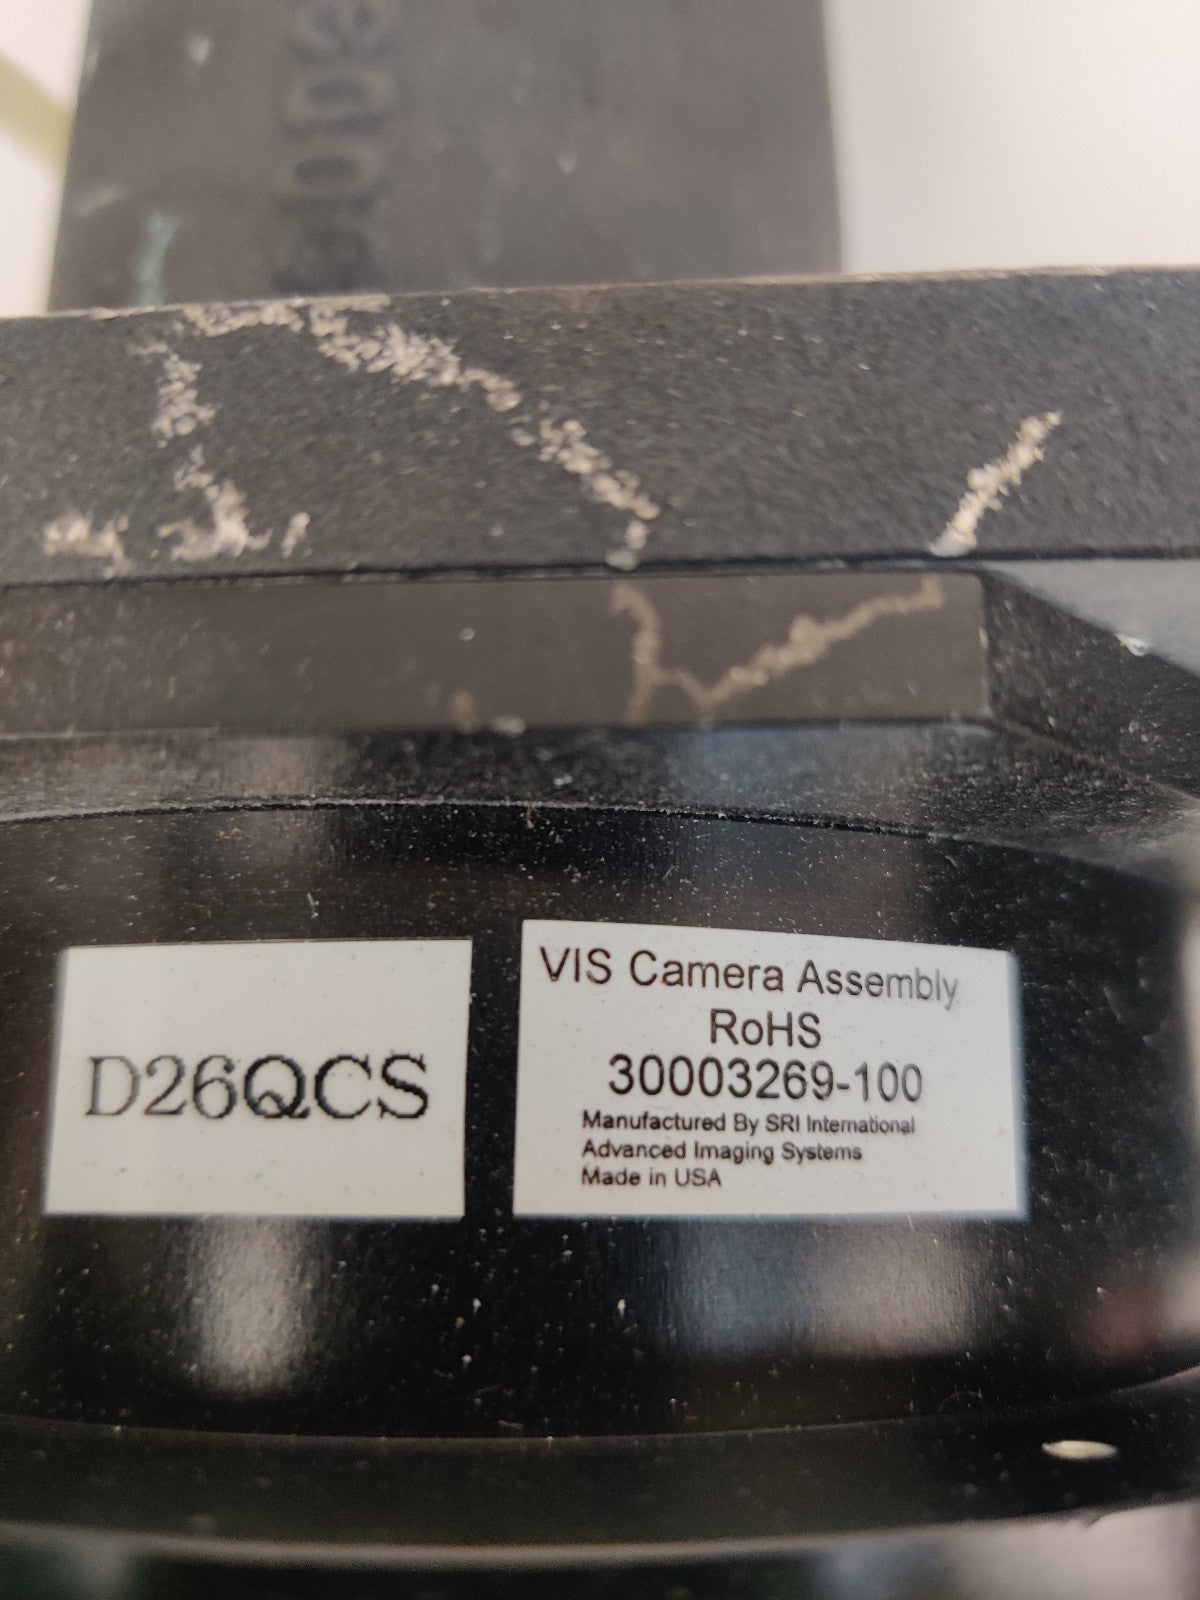 D26QCS
VIS Camera Assembly
RoHS
30003269-100
Manufactured By SRI International
Advanced Imaging Systems
Made in USA